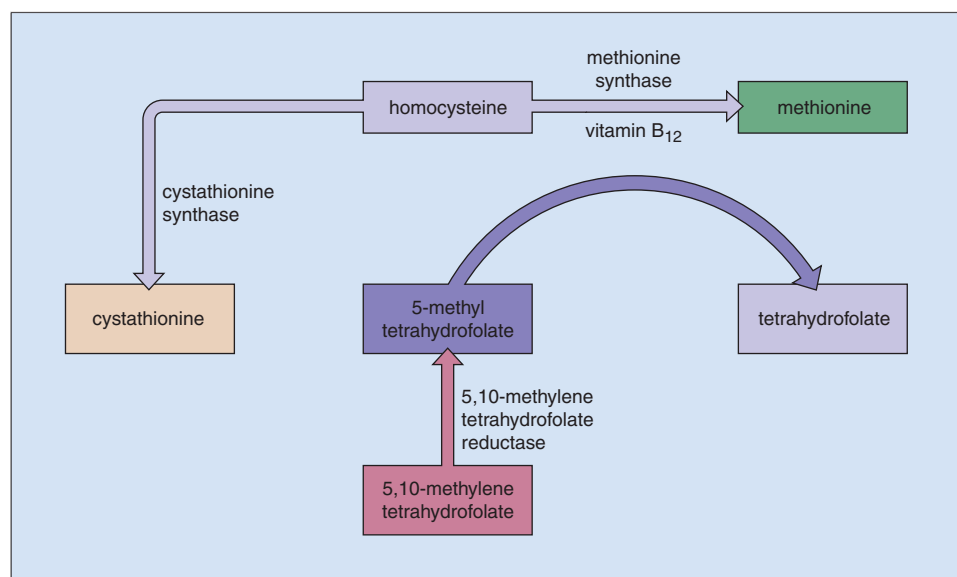 methionine
synthase
homocysteine
methionine
vitamin B₁₂
cystathionine
synthase
cystathionine
5-methyl
tetrahydrofolate
tetrahydrofolate
5,10-methylene
tetrahydrofolate
reductase
5,10-methylene
tetrahydrofolate